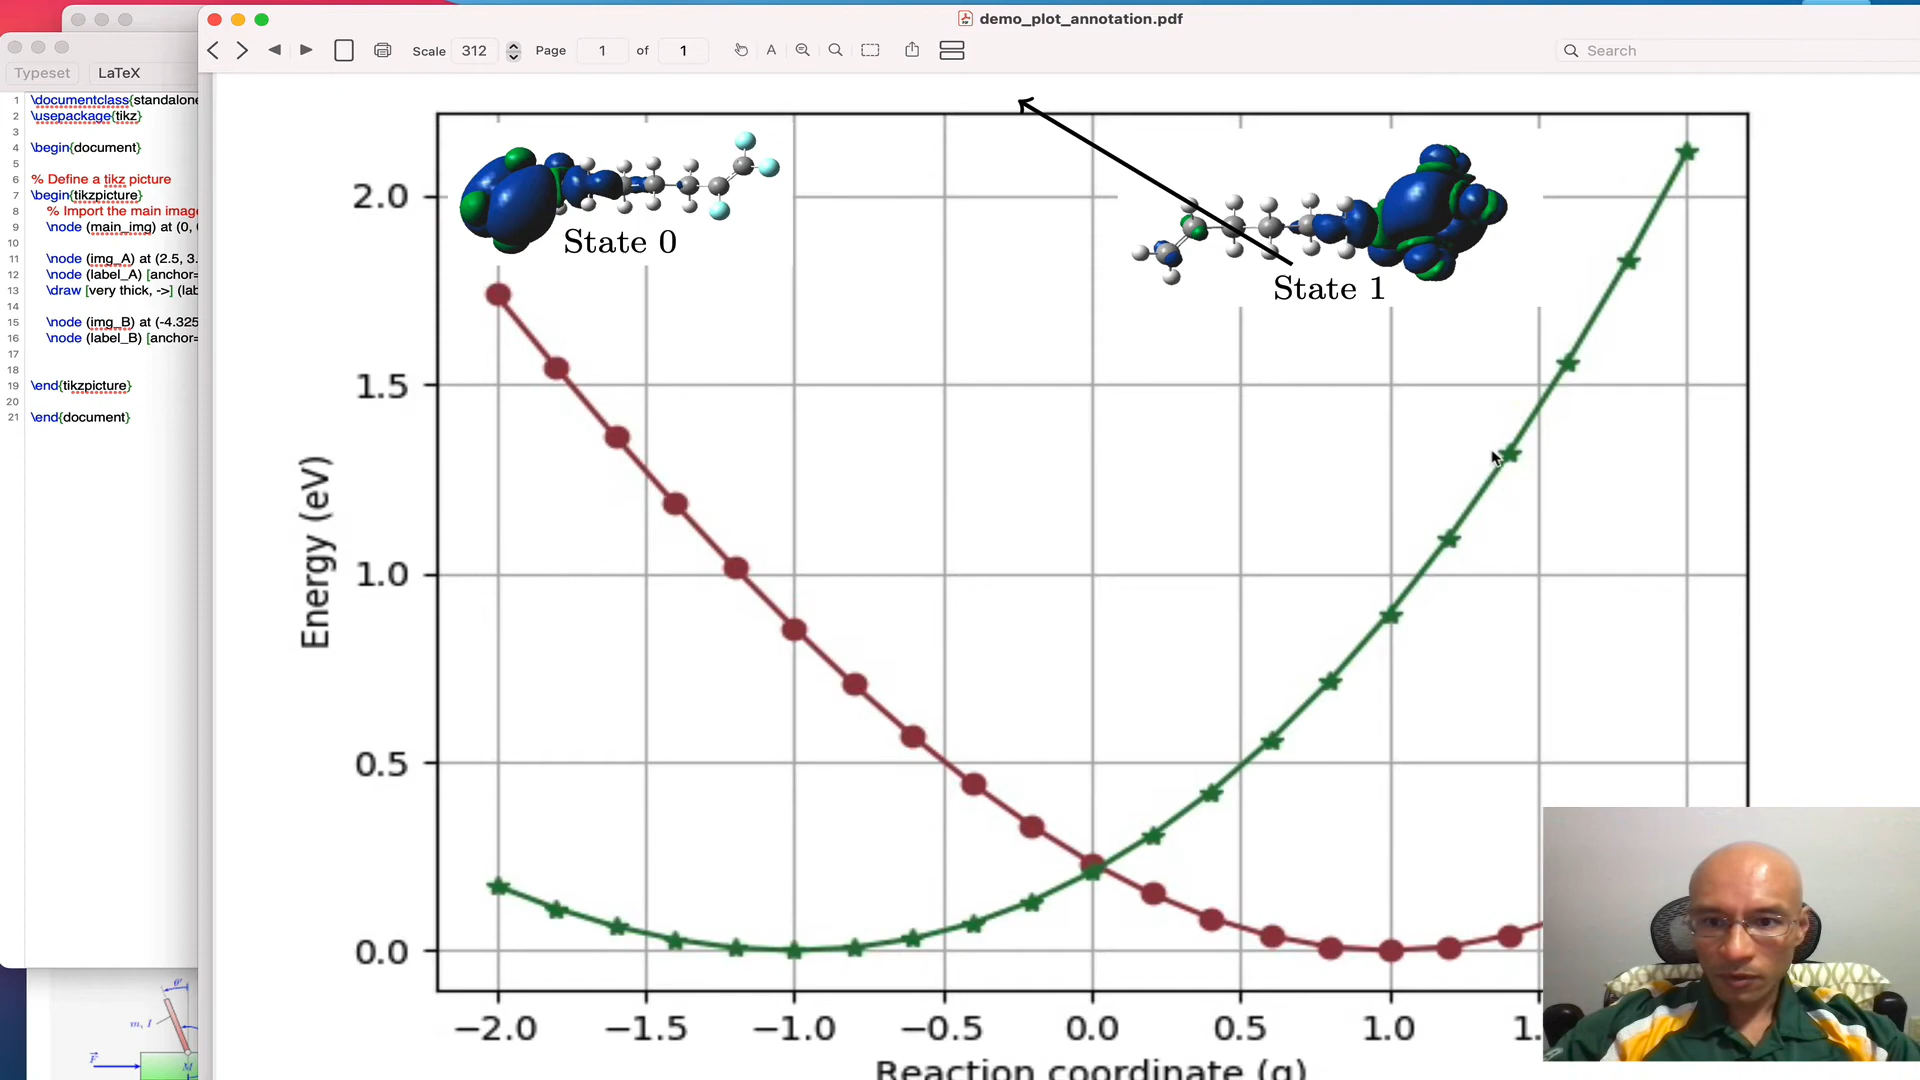 demo_plot_annotation.pdf
Scale 312 Page 1 of 1 A Search
Typeset LaTeX
1 \documentclass{standalone
2 \usepackage{tikz}
3
4 \begin{document}
5
6 % Define a tikz picture
7 \begin{tikzpicture}
8 % Import the main image
9 \node (main_img) at (0,
10
11 \node (img_A) at (2.5, 3.
12 \node (label_A) [anchor=
13 \draw [very thick, ->] (lab
14
15 \node (img_B) at (-4.325
16 \node (label_B) [anchor=
17
18
19 \end{tikzpicture}
20
21 \end{document}
State 0
State 1
Energy (eV)
2.0
1.5
1.0
0.5
0.0
−2.0 −1.5 −1.0 −0.5 0.0 0.5 1.0 1.
Reaction coordinate (q)
θ
m, I
F
M